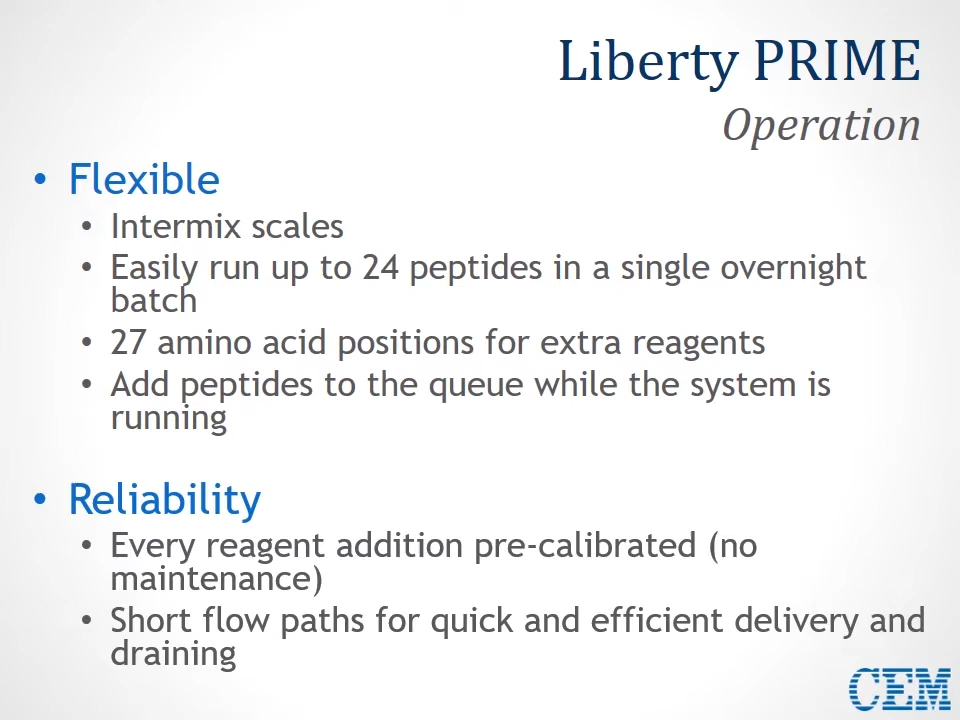 Liberty PRIME
Operation
• Flexible
• Intermix scales
• Easily run up to 24 peptides in a single overnight
batch
• 27 amino acid positions for extra reagents
• Add peptides to the queue while the system is
running
• Reliability
• Every reagent addition pre-calibrated (no
maintenance)
• Short flow paths for quick and efficient delivery and
draining
CEM